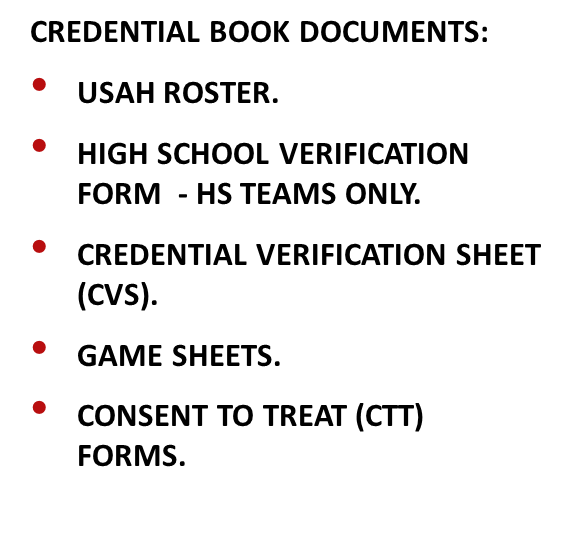 CREDENTIAL BOOK DOCUMENTS:
• USAH ROSTER.
• HIGH SCHOOL VERIFICATION
FORM  - HS TEAMS ONLY.
• CREDENTIAL VERIFICATION SHEET
(CVS).
• GAME SHEETS.
• CONSENT TO TREAT (CTT)
FORMS.